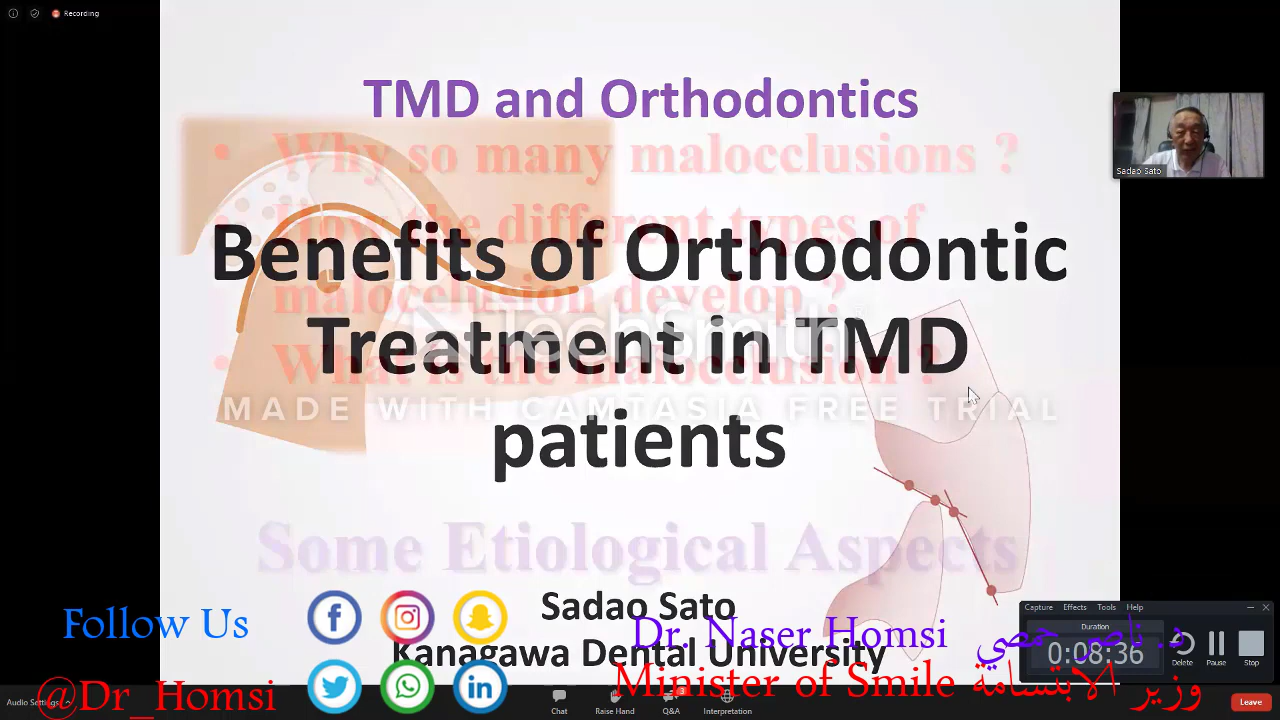 Recording
TMD and Orthodontics
• Why so many malocclusions ?
• How the different types of
malocclusion develop ?
• What is the malocclusion ?
Benefits of Orthodontic
Treatment in TMD
patients
TechSmith
MADE WITH CAMTASIA FREE TRIAL
Some Etiological Aspects
Sadao Sato
Kanagawa Dental University
Sadao Sato
Follow Us
@Dr_Homsi
Dr. Naser Homsi د. ناصر حمصي
Minister of Smile وزير الابتسامة
Capture Effects Tools Help
Duration
0:08:36
Delete Pause Stop
Audio Settings
Chat Raise Hand Q&A 3 Interpretation
Leave